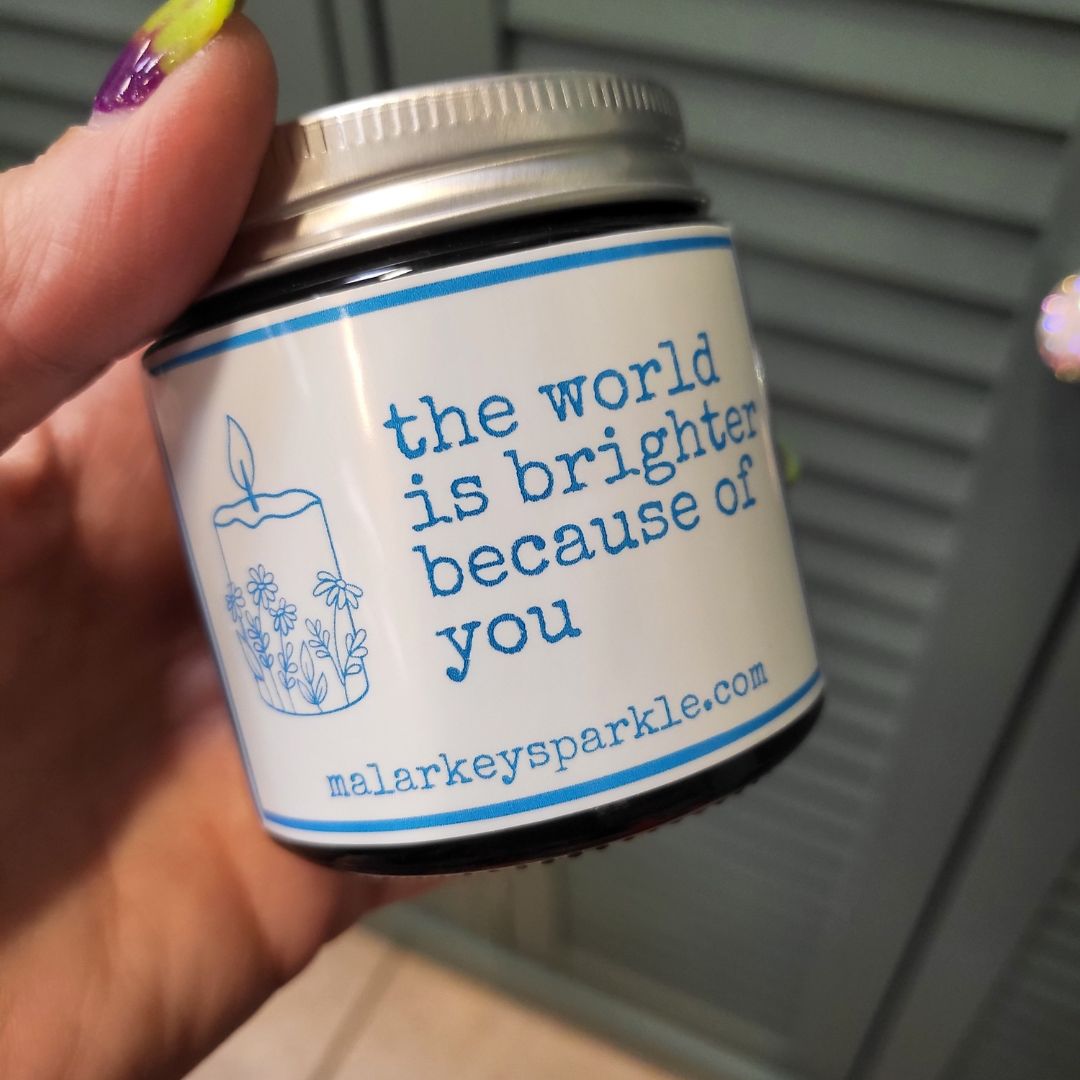 the world
is brighter
because of
you
malarkeysparkle.com